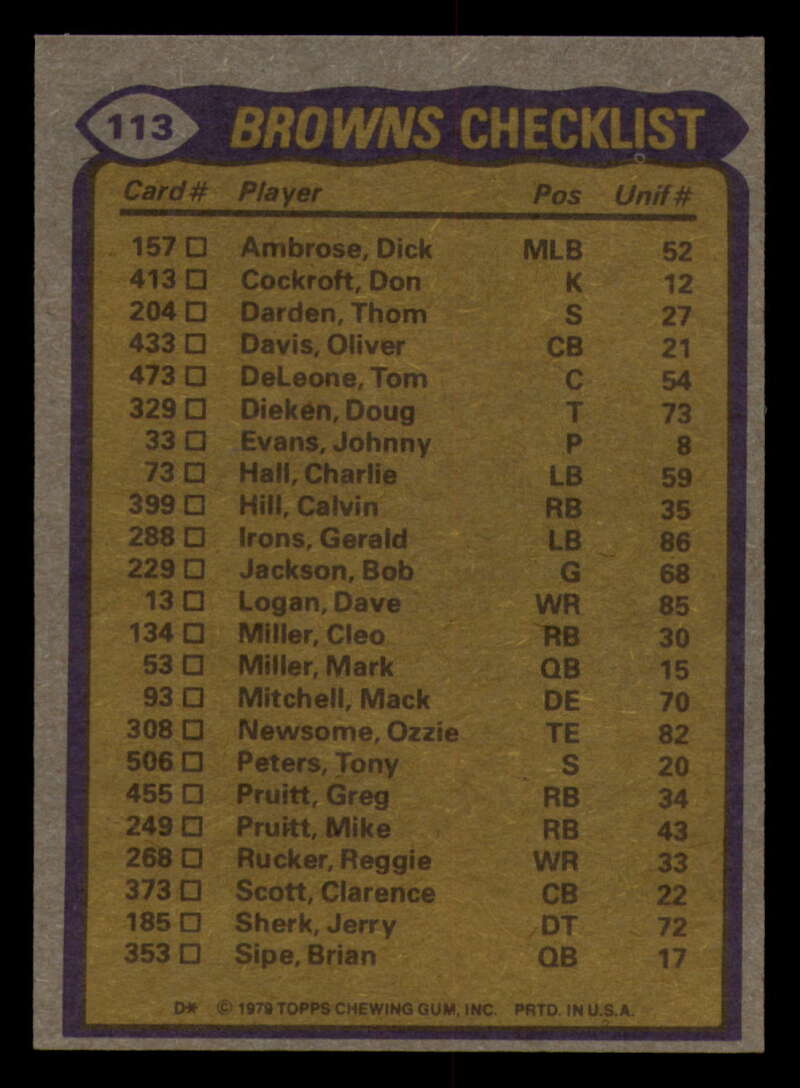 113 BROWNS CHECKLIST
Card# Player Pos Unif#
157 □ Ambrose, Dick MLB 52
413 □ Cockroft, Don K 12
204 □ Darden, Thom S 27
433 □ Davis, Oliver CB 21
473 □ DeLeone, Tom C 54
329 □ Dieken, Doug T 73
33 □ Evans, Johnny P 8
73 □ Hall, Charlie LB 59
399 □ Hill, Calvin RB 35
288 □ Irons, Gerald LB 86
229 □ Jackson, Bob G 68
13 □ Logan, Dave WR 85
134 □ Miller, Cleo RB 30
53 □ Miller, Mark QB 15
93 □ Mitchell, Mack DE 70
308 □ Newsome, Ozzie TE 82
506 □ Peters, Tony S 20
455 □ Pruitt, Greg RB 34
249 □ Pruitt, Mike RB 43
268 □ Rucker, Reggie WR 33
373 □ Scott, Clarence CB 22
185 □ Sherk, Jerry DT 72
353 □ Sipe, Brian QB 17
D* © 1979 TOPPS CHEWING GUM, INC. PRTD. IN U.S.A.